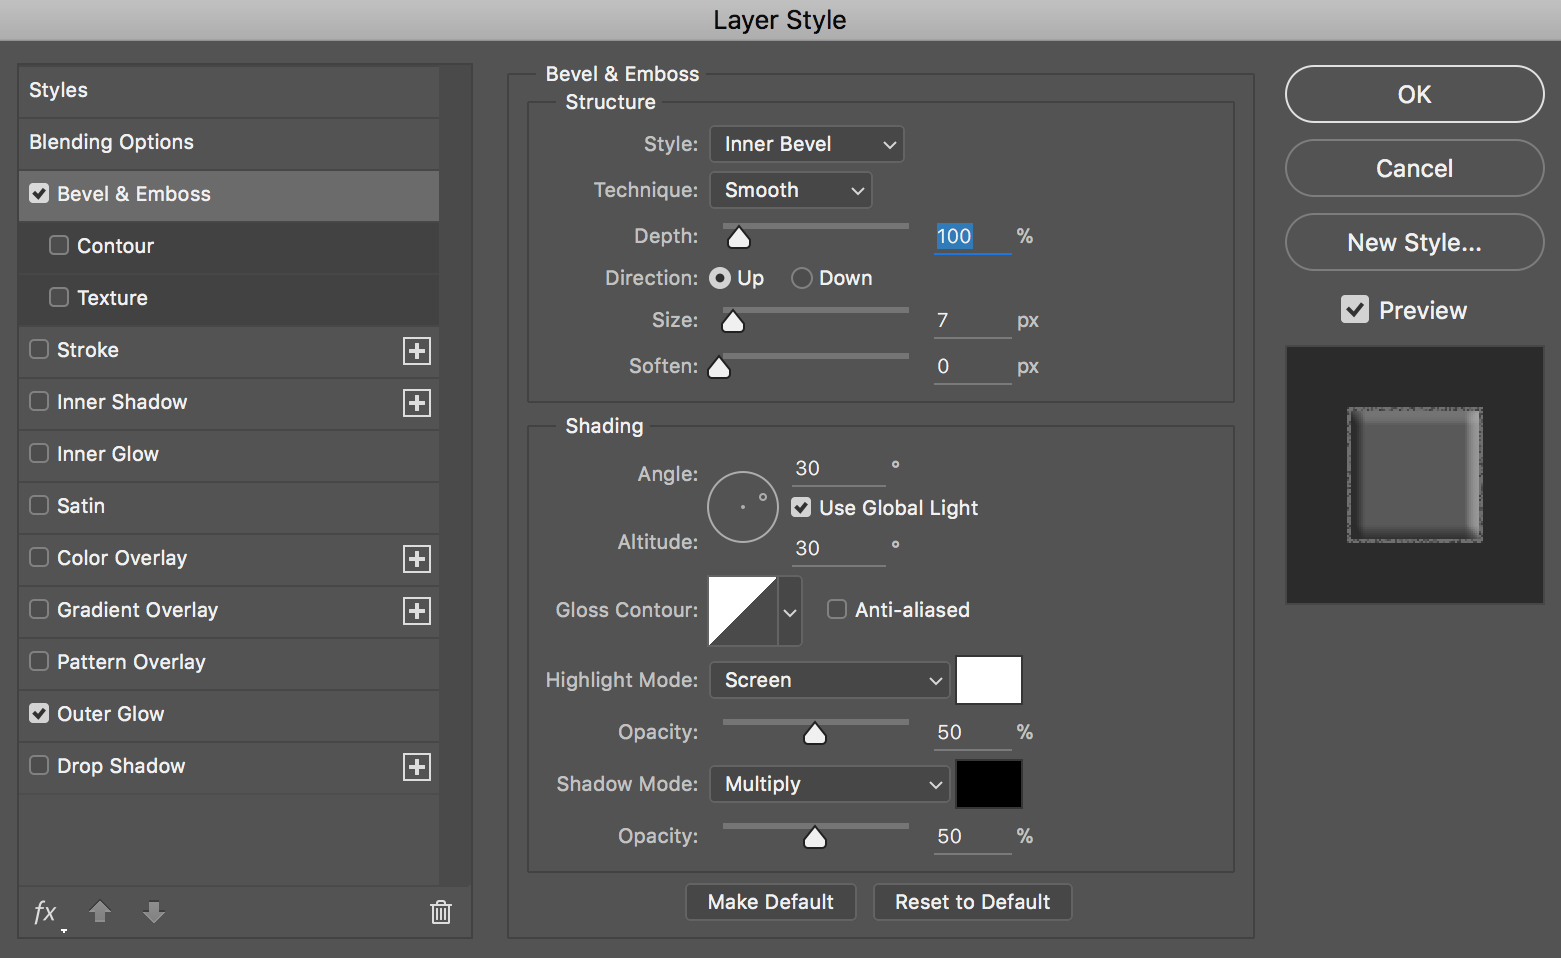 Layer Style
Styles
Blending Options
Bevel & Emboss
Contour
Texture
Stroke
Inner Shadow
Inner Glow
Satin
Color Overlay
Gradient Overlay
Pattern Overlay
Outer Glow
Drop Shadow
fx
Bevel & Emboss
Structure
Style: Inner Bevel
Technique: Smooth
Depth: 100 %
Direction: Up Down
Size: 7 px
Soften: 0 px
Shading
Angle: 30 °
Use Global Light
Altitude: 30 °
Gloss Contour: Anti-aliased
Highlight Mode: Screen
Opacity: 50 %
Shadow Mode: Multiply
Opacity: 50 %
Make Default Reset to Default
OK
Cancel
New Style...
Preview